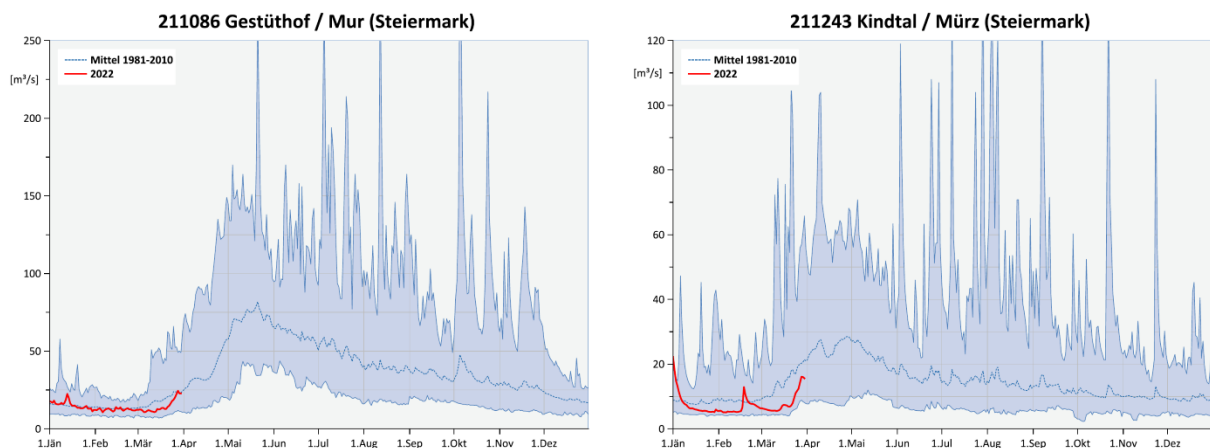 211086 Gestüthof / Mur (Steiermark)
250
[m³/s]
200
150
100
50
0
Mittel 1981-2010
2022
1.Jän 1.Feb 1.Mär 1.Apr 1.Mai 1.Jun 1.Jul 1.Aug 1.Sep 1.Okt 1.Nov 1.Dez
211243 Kindtal / Mürz (Steiermark)
120
[m³/s]
100
80
60
40
20
0
Mittel 1981-2010
2022
1.Jän 1.Feb 1.Mär 1.Apr 1.Mai 1.Jun 1.Jul 1.Aug 1.Sep 1.Okt 1.Nov 1.Dez